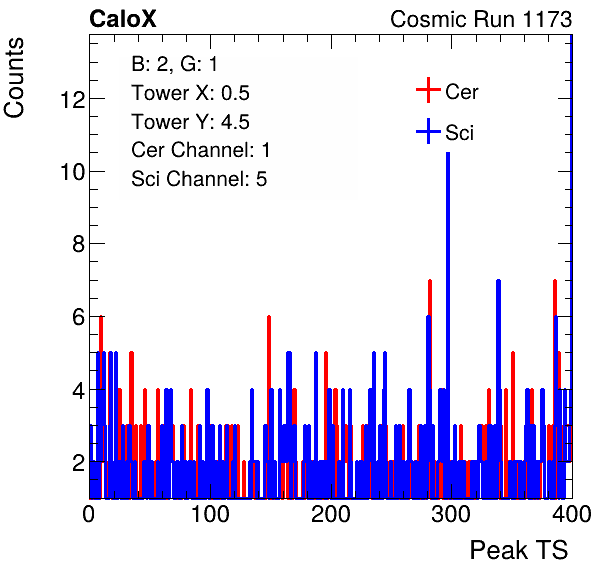 CaloX Cosmic Run 1173
Counts
B: 2, G: 1
Tower X: 0.5
Tower Y: 4.5
Cer Channel: 1
Sci Channel: 5
Cer
Sci
12
10
8
6
4
2
0 100 200 300 400
Peak TS